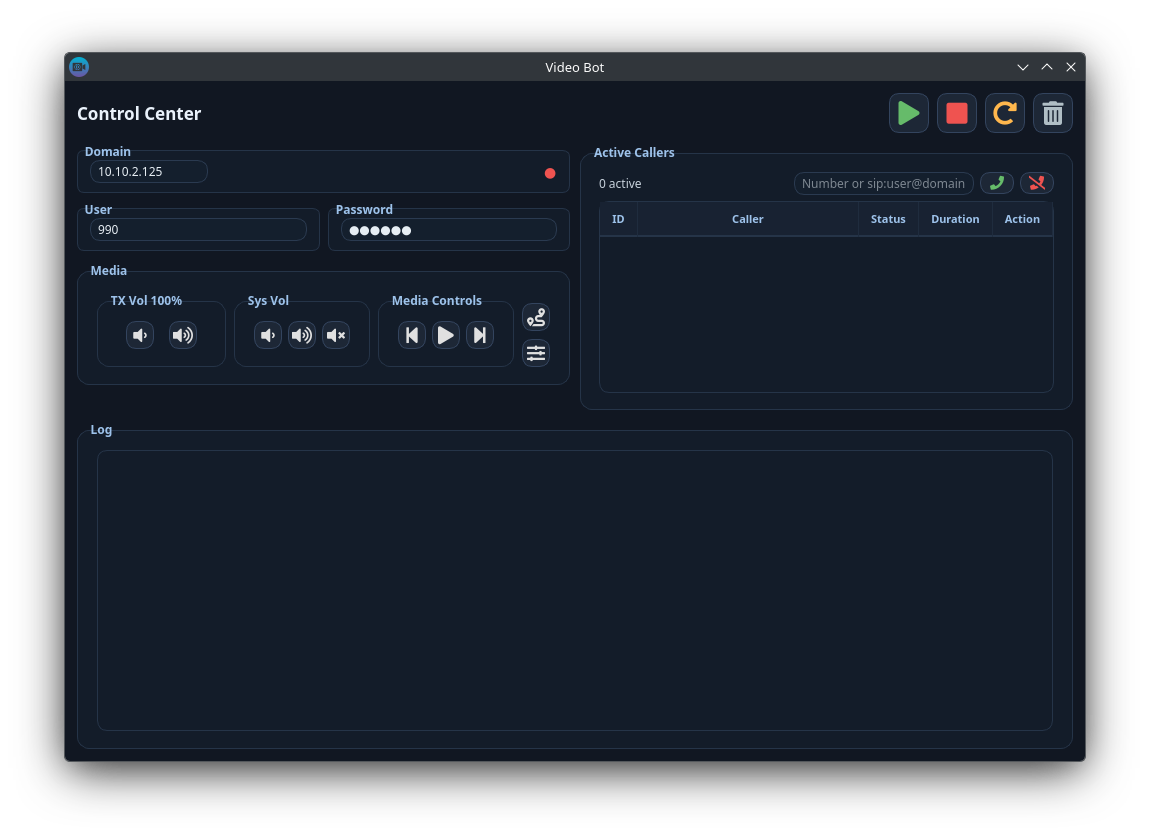 Video Bot
Control Center
Domain
10.10.2.125
User
990
Password
●●●●●●
Media
TX Vol 100%
Sys Vol
Media Controls
Active Callers
0 active
Number or sip:user@domain
ID Caller Status Duration Action
Log